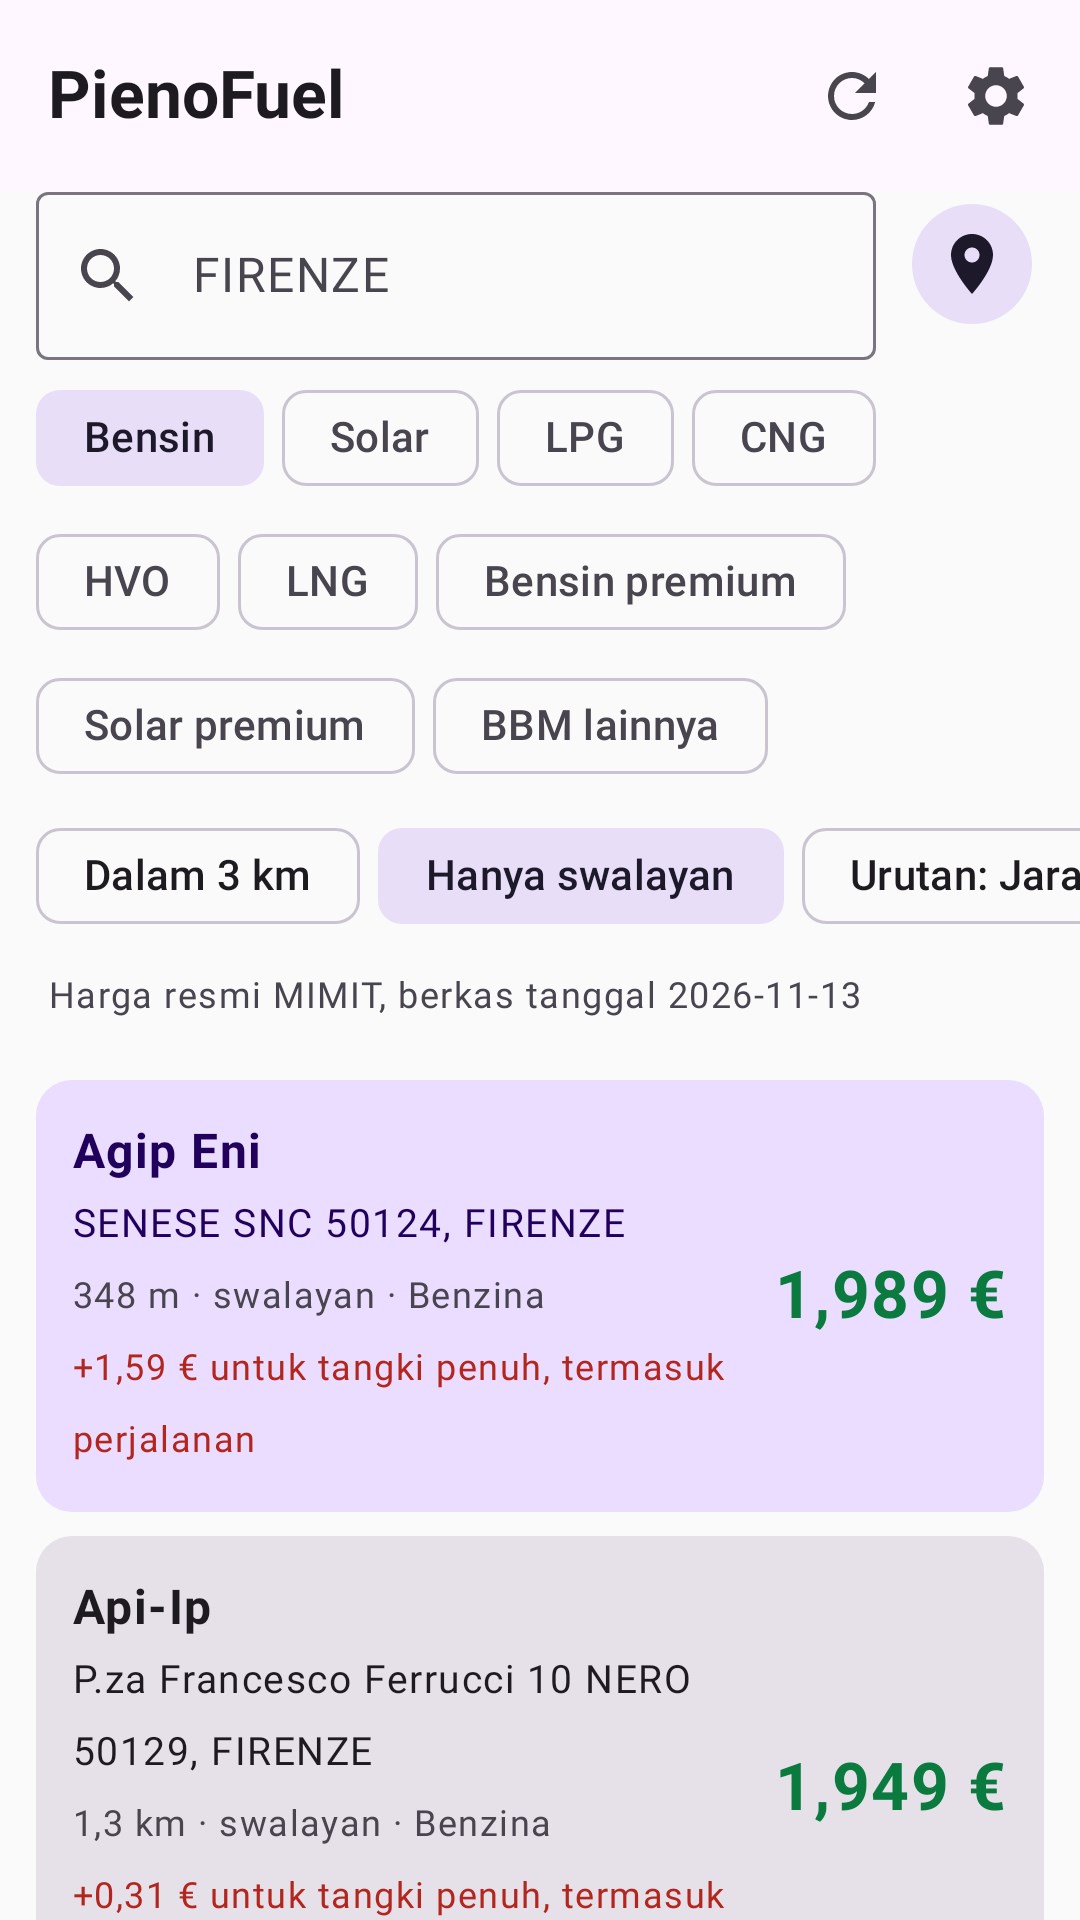 PienoFuel
FIRENZE
Bensin
Solar
LPG
CNG
HVO
LNG
Bensin premium
Solar premium
BBM lainnya
Dalam 3 km
Hanya swalayan
Urutan: Jara
Harga resmi MIMIT, berkas tanggal 2026-11-13
Agip Eni
SENESE SNC 50124, FIRENZE
348 m · swalayan · Benzina
+1,59 € untuk tangki penuh, termasuk
perjalanan
1,989 €
Api-Ip
P.za Francesco Ferrucci 10 NERO
50129, FIRENZE
1,3 km · swalayan · Benzina
+0,31 € untuk tangki penuh, termasuk
1,949 €